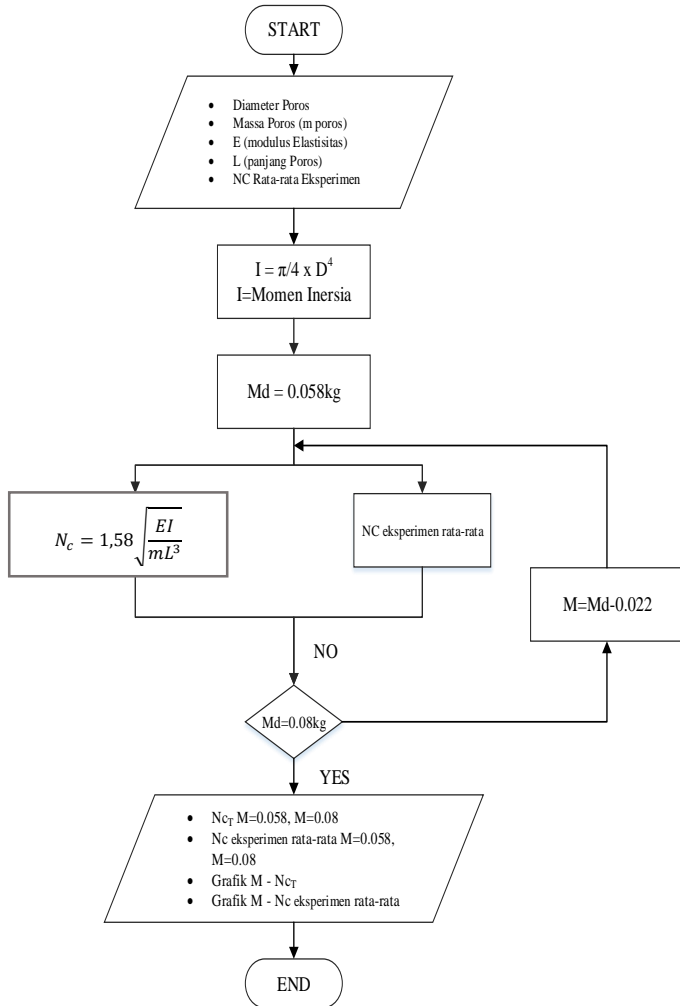 START
• Diameter Poros
• Massa Poros (m poros)
• E (modulus Elastisitas)
• L (panjang Poros)
• NC Rata-rata Eksperimen
I = π/4 x D⁴
I=Momen Inersia
Md = 0.058kg
N_c = 1,58 √(EI / mL³)
NC eksperimen rata-rata
M=Md-0.022
NO
Md=0.08kg
YES
• Nc_T M=0.058, M=0.08
• Nc eksperimen rata-rata M=0.058,
M=0.08
• Grafik M - Nc_T
• Grafik M - Nc eksperimen rata-rata
END